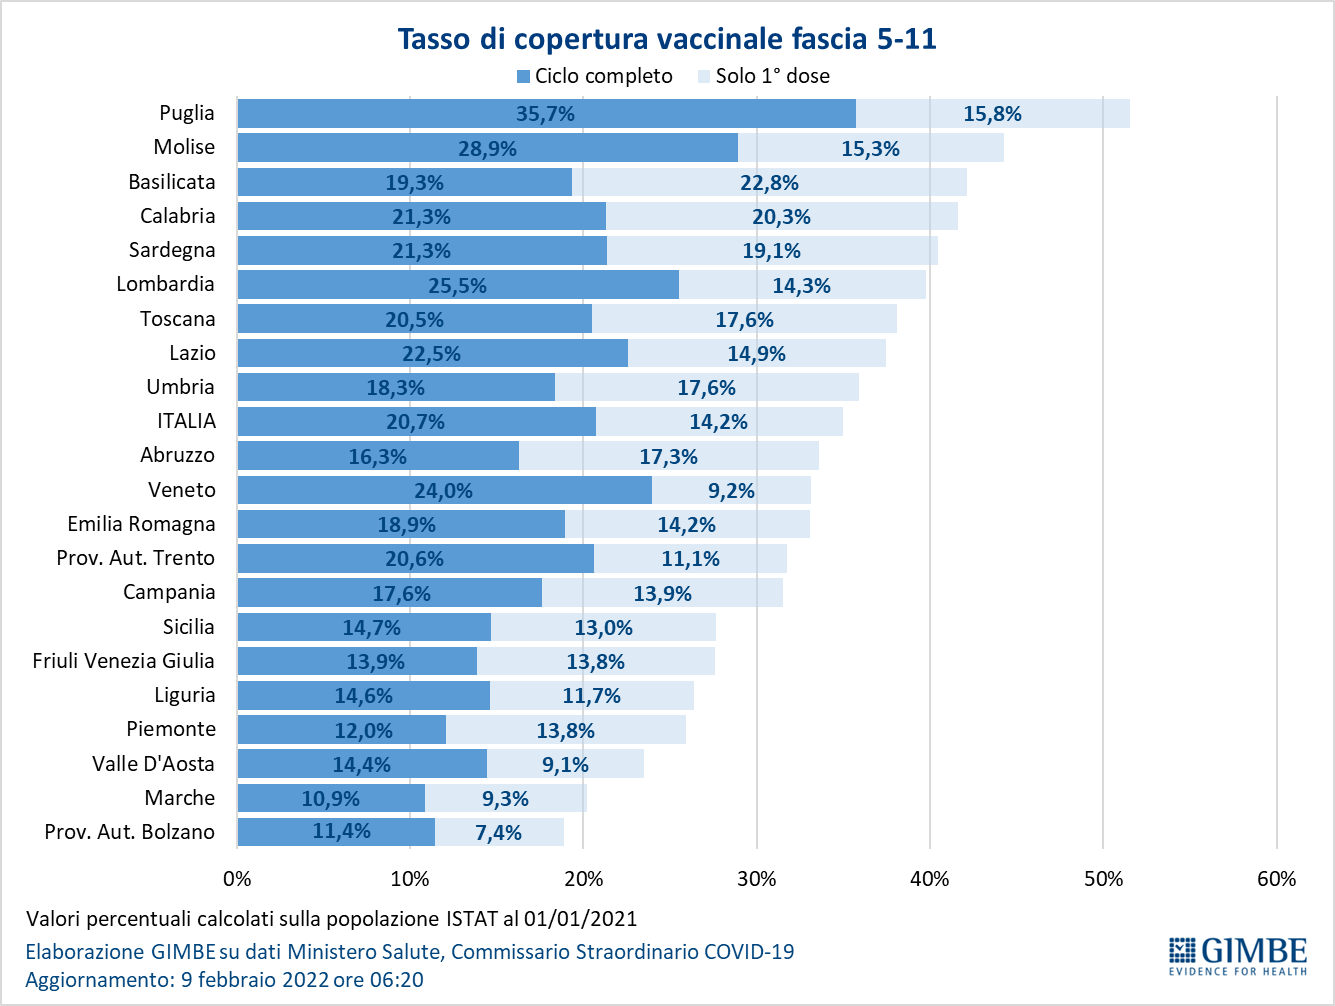 Tasso di copertura vaccinale fascia 5-11
Ciclo completo Solo 1° dose
Puglia 35,7% 15,8%
Molise 28,9% 15,3%
Basilicata 19,3% 22,8%
Calabria 21,3% 20,3%
Sardegna 21,3% 19,1%
Lombardia 25,5% 14,3%
Toscana 20,5% 17,6%
Lazio 22,5% 14,9%
Umbria 18,3% 17,6%
ITALIA 20,7% 14,2%
Abruzzo 16,3% 17,3%
Veneto 24,0% 9,2%
Emilia Romagna 18,9% 14,2%
Prov. Aut. Trento 20,6% 11,1%
Campania 17,6% 13,9%
Sicilia 14,7% 13,0%
Friuli Venezia Giulia 13,9% 13,8%
Liguria 14,6% 11,7%
Piemonte 12,0% 13,8%
Valle D'Aosta 14,4% 9,1%
Marche 10,9% 9,3%
Prov. Aut. Bolzano 11,4% 7,4%
0% 10% 20% 30% 40% 50% 60%
Valori percentuali calcolati sulla popolazione ISTAT al 01/01/2021
Elaborazione GIMBE su dati Ministero Salute, Commissario Straordinario COVID-19
Aggiornamento: 9 febbraio 2022 ore 06:20
GIMBE
EVIDENCE FOR HEALTH